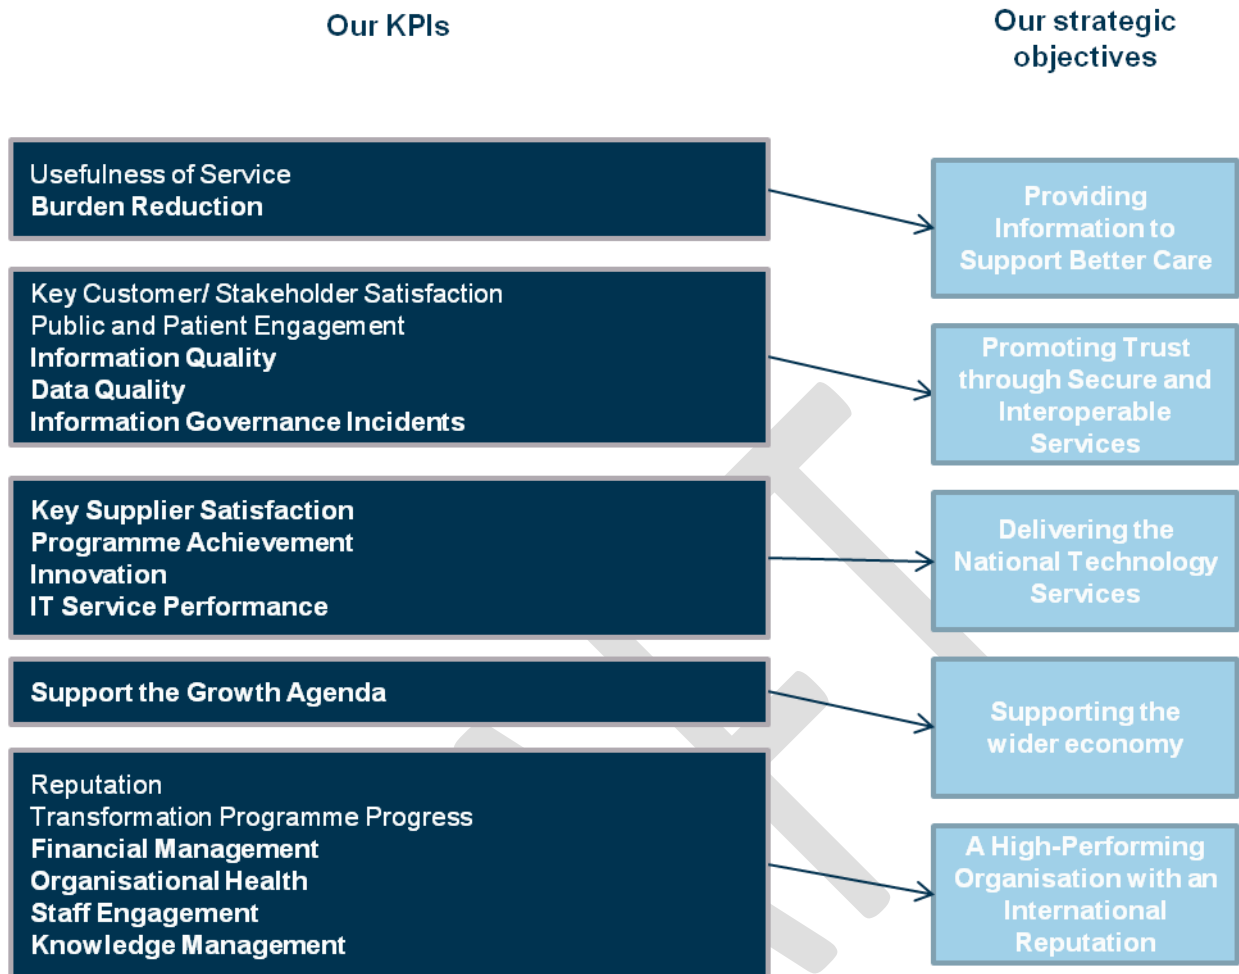 Our KPIs
Our strategic
objectives
Usefulness of Service
Burden Reduction
Providing
Information to
Support Better Care
Key Customer/ Stakeholder Satisfaction
Public and Patient Engagement
Information Quality
Data Quality
Information Governance Incidents
Promoting Trust
through Secure and
Interoperable
Services
Key Supplier Satisfaction
Programme Achievement
Innovation
IT Service Performance
Delivering the
National Technology
Services
Support the Growth Agenda
Supporting the
wider economy
Reputation
Transformation Programme Progress
Financial Management
Organisational Health
Staff Engagement
Knowledge Management
A High-Performing
Organisation with an
International
Reputation